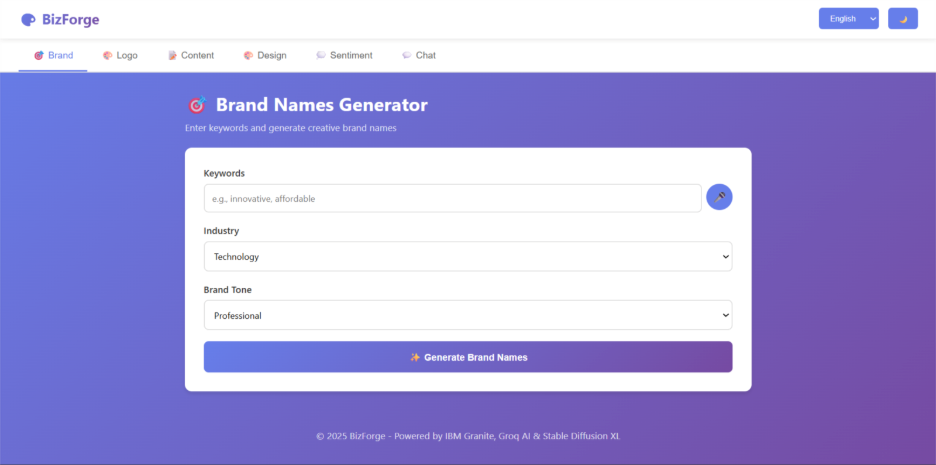 BizForge
English
Brand
Logo
Content
Design
Sentiment
Chat
Brand Names Generator
Enter keywords and generate creative brand names
Keywords
e.g., innovative, affordable
Industry
Technology
Brand Tone
Professional
✨ Generate Brand Names
© 2025 BizForge - Powered by IBM Granite, Groq AI & Stable Diffusion XL